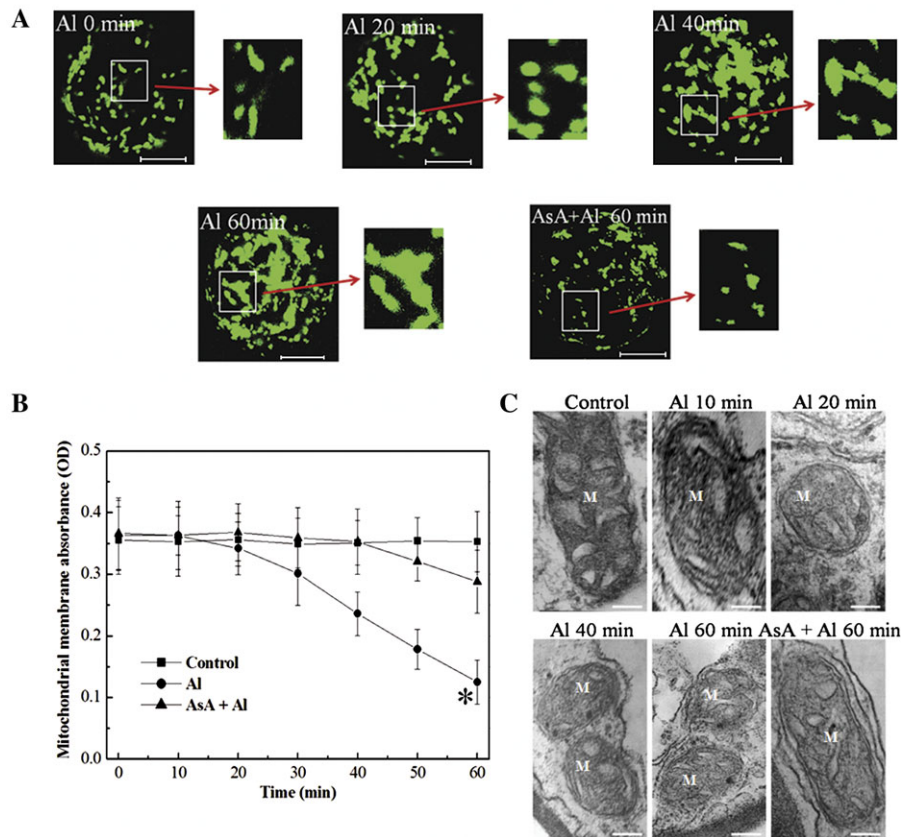 A
Al 0 min
Al 20 min
Al 40min
Al 60min
AsA+Al 60 min
B
Mitochondrial membrane absorbance (OD)
0.5
0.4
0.3
0.2
0.1
0.0
Control
Al
AsA + Al
*
0 10 20 30 40 50 60
Time (min)
C
Control Al 10 min Al 20 min
M M M
Al 40 min Al 60 min AsA + Al 60 min
M M M
M M